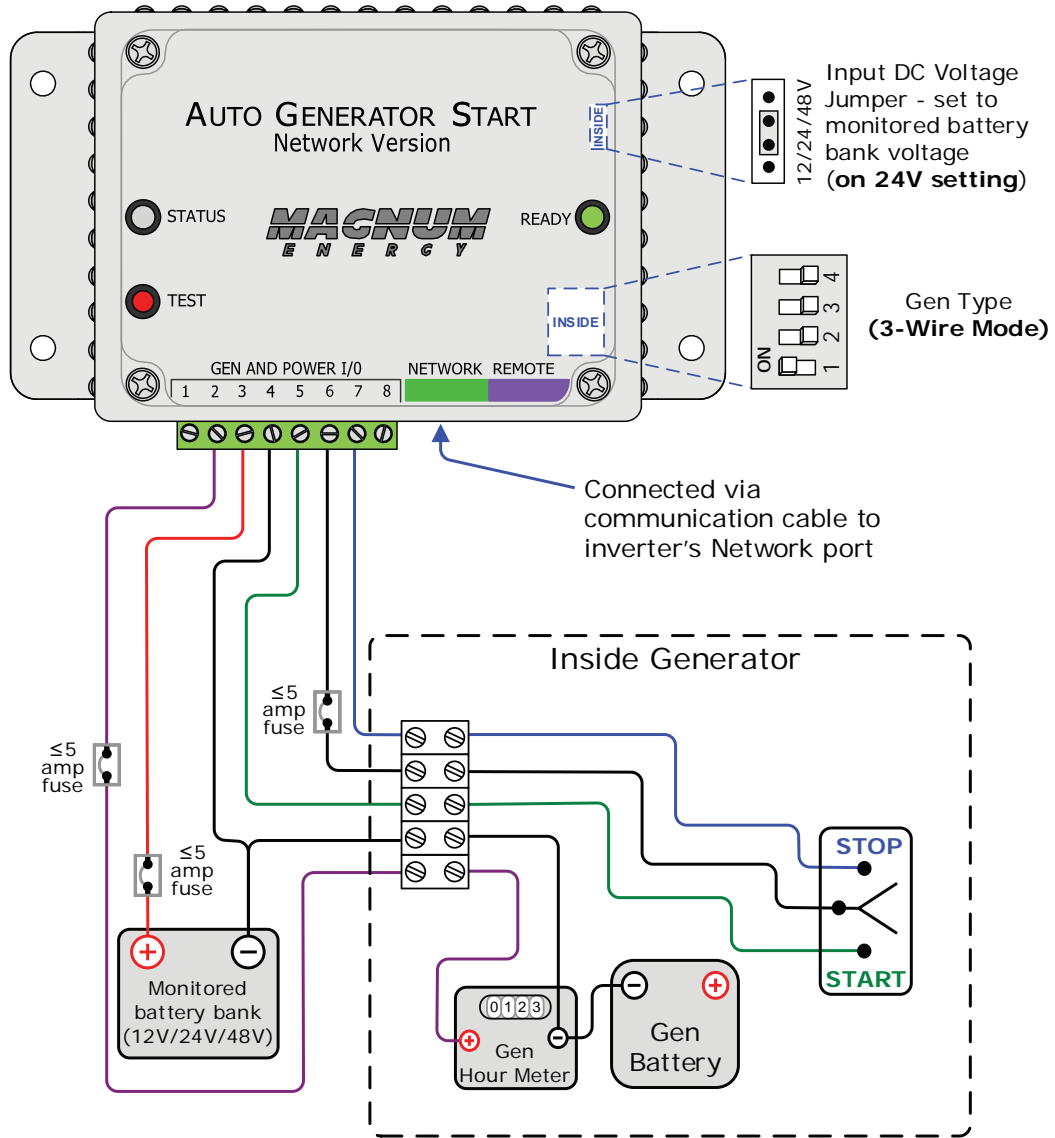 AUTO GENERATOR START
Network Version
INSIDE
STATUS
MAGNUM
ENERGY
READY
TEST
INSIDE
GEN AND POWER I/0
NETWORK REMOTE
1 2 3 4 5 6 7 8
12/24/48V
Input DC Voltage
Jumper - set to
monitored battery
bank voltage
(on 24V setting)
4
3
2
1
ON
Gen Type
(3-Wire Mode)
Connected via
communication cable to
inverter's Network port
Inside Generator
≤5
amp
fuse
≤5
amp
fuse
≤5
amp
fuse
STOP
START
+ −
Monitored
battery bank
(12V/24V/48V)
0123
+ −
Gen
Hour Meter
− +
Gen
Battery